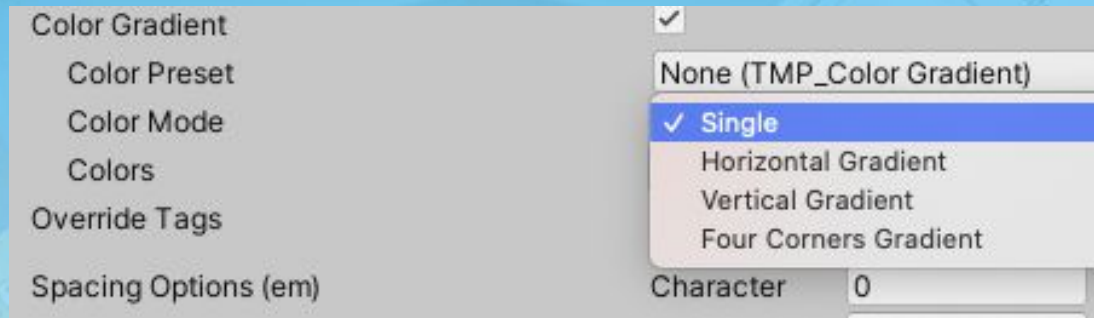 Color Gradient
Color Preset None (TMP_Color Gradient)
Color Mode ✓ Single
Horizontal Gradient
Colors
Vertical Gradient
Override Tags
Four Corners Gradient
Spacing Options (em) Character 0